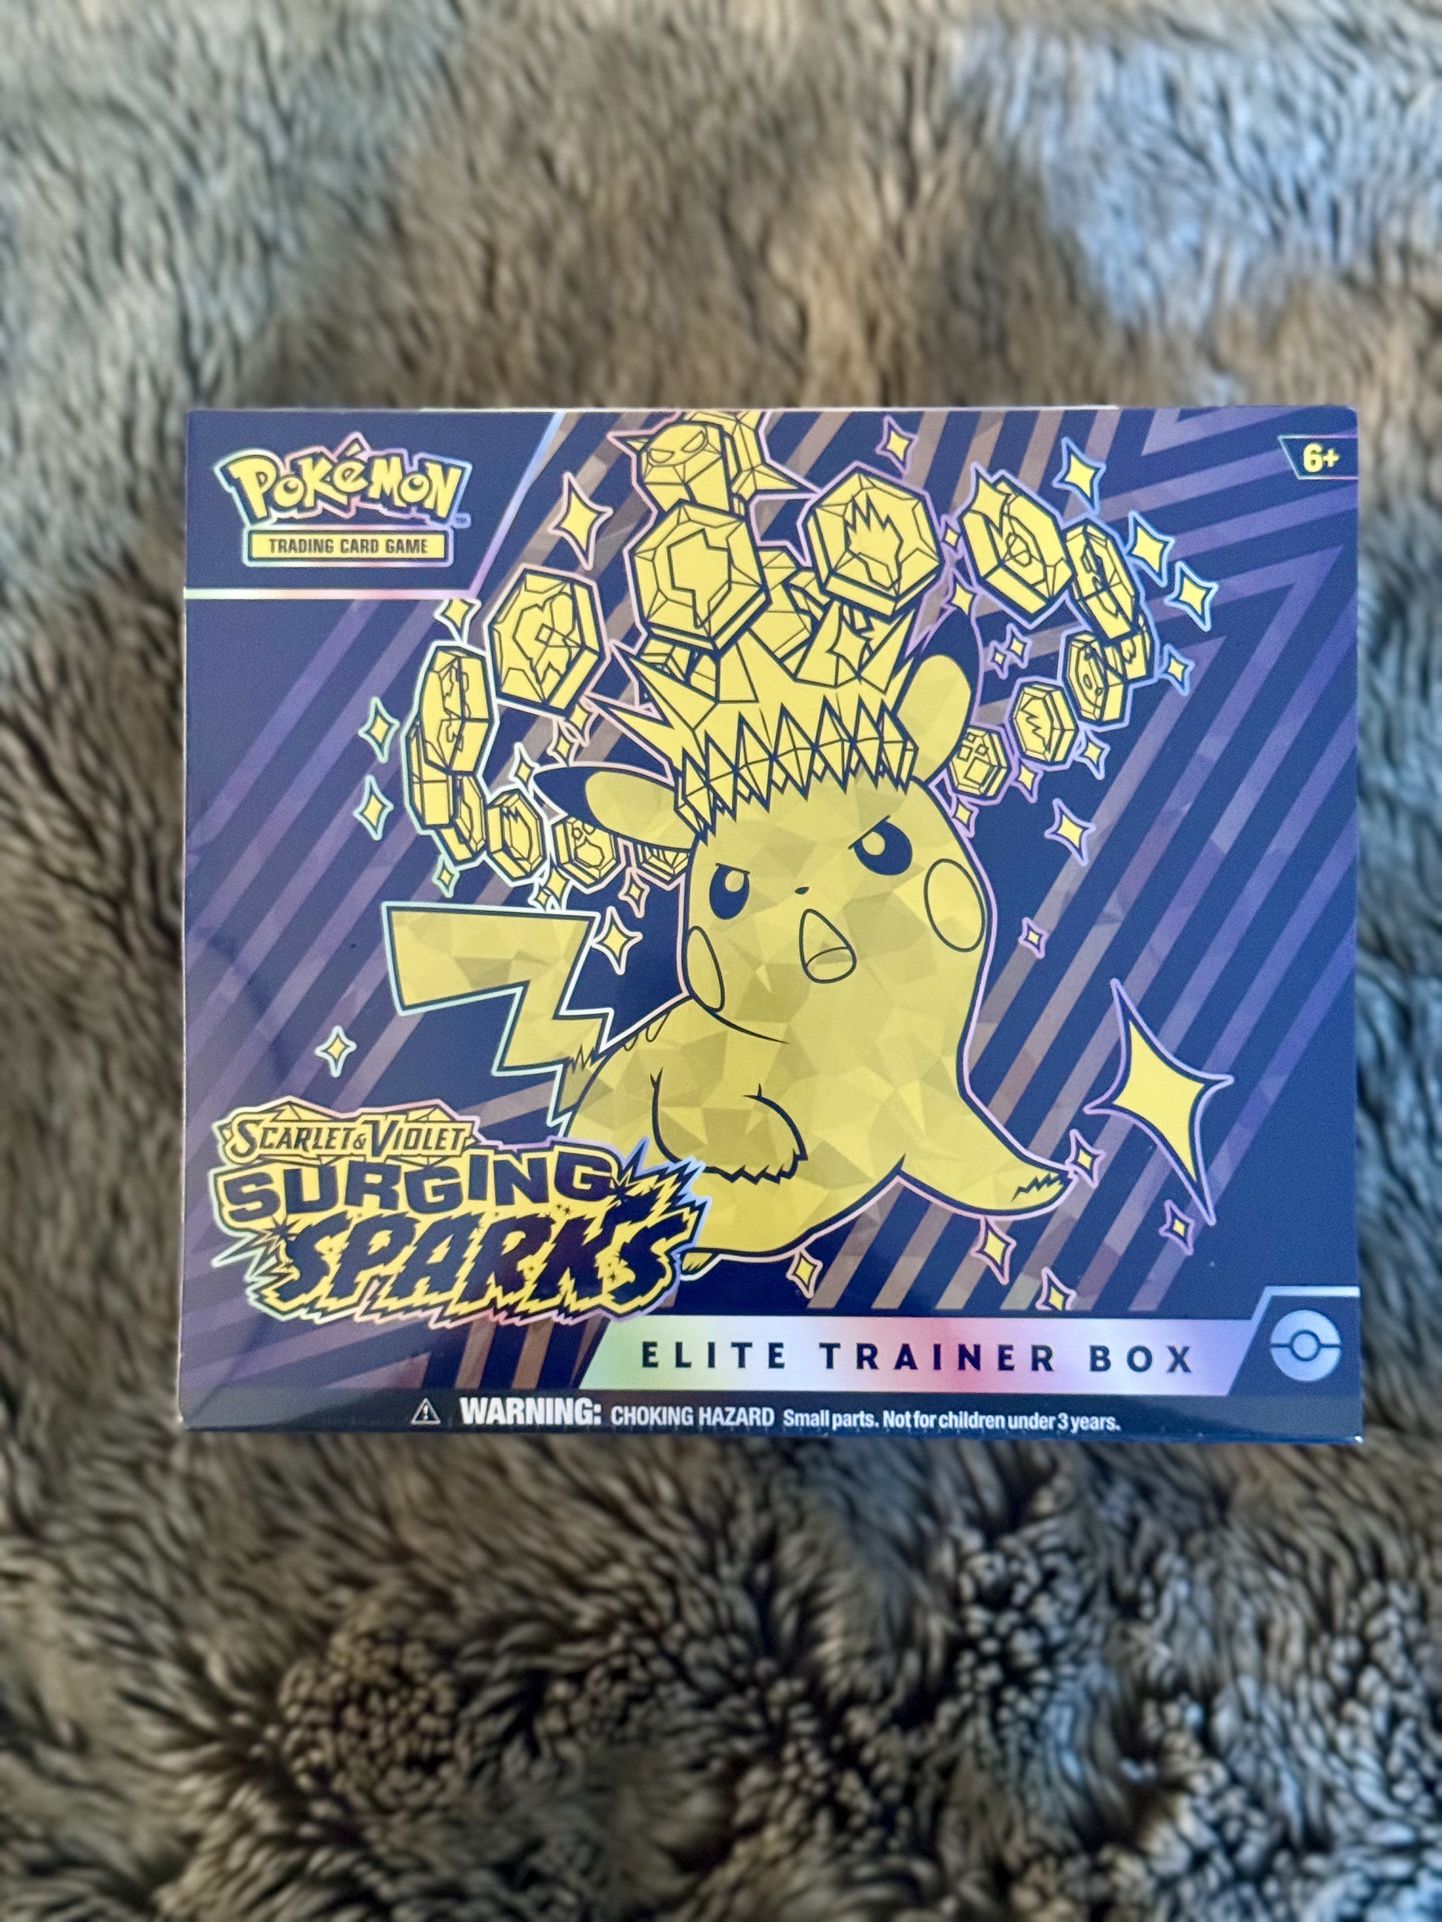 POKéMON™
TRADING CARD GAME
6+
SCARLET & VIOLET
SURGING
SPARKS
ELITE TRAINER BOX
WARNING: CHOKING HAZARD Small parts. Not for children under 3 years.